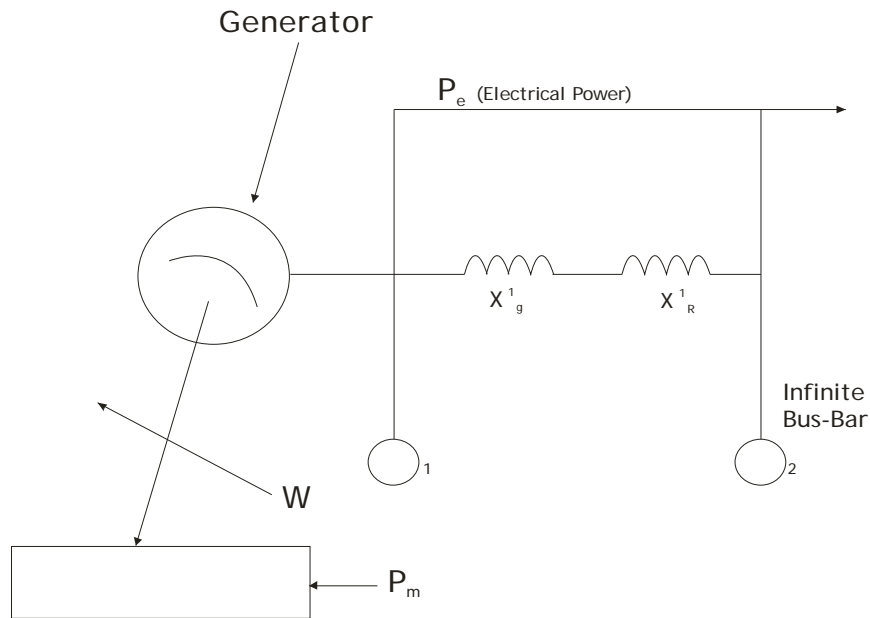 Generator
Pe (Electrical Power)
X1g
X1R
Infinite
Bus-Bar
1
2
W
Pm